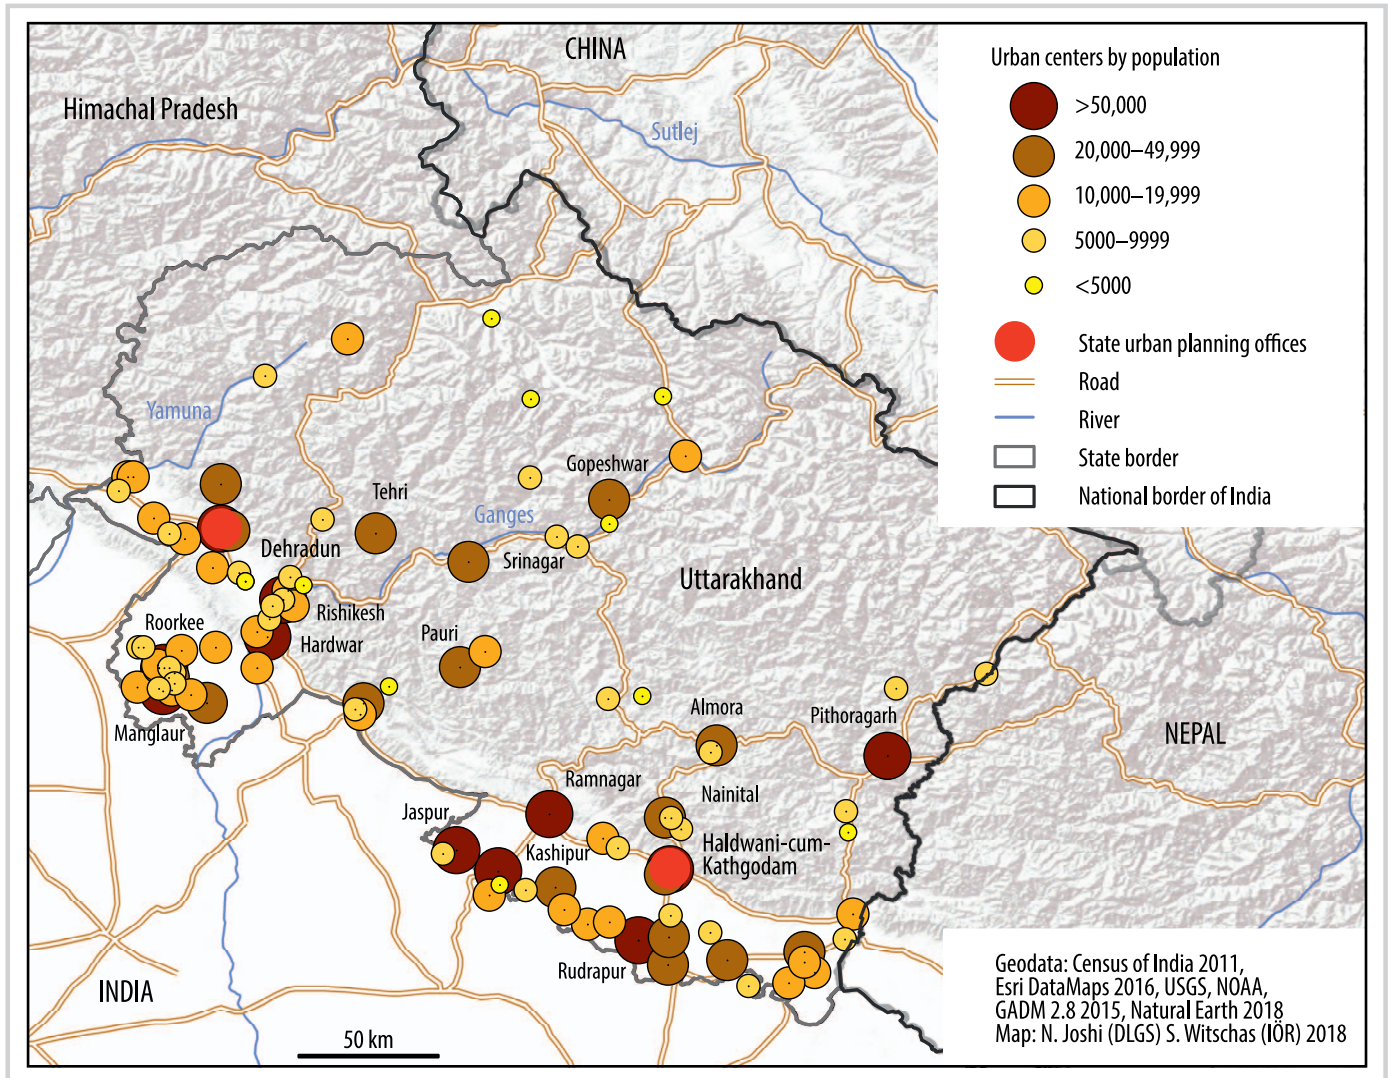 CHINA
Himachal Pradesh
Sutlej
Urban centers by population
>50,000
20,000–49,999
10,000–19,999
5000–9999
<5000
State urban planning offices
Road
River
State border
National border of India
Yamuna
Gopeshwar
Tehri
Ganges
Dehradun
Srinagar
Uttarakhand
Rishikesh
Roorkee
Hardwar
Pauri
Manglaur
Almora
Pithoragarh
NEPAL
Ramnagar
Nainital
Jaspur
Kashipur
Haldwani-cum-
Kathgodam
Rudrapur
INDIA
50 km
Geodata: Census of India 2011,
Esri DataMaps 2016, USGS, NOAA,
GADM 2.8 2015, Natural Earth 2018
Map: N. Joshi (DLGS) S. Witschas (IÖR) 2018